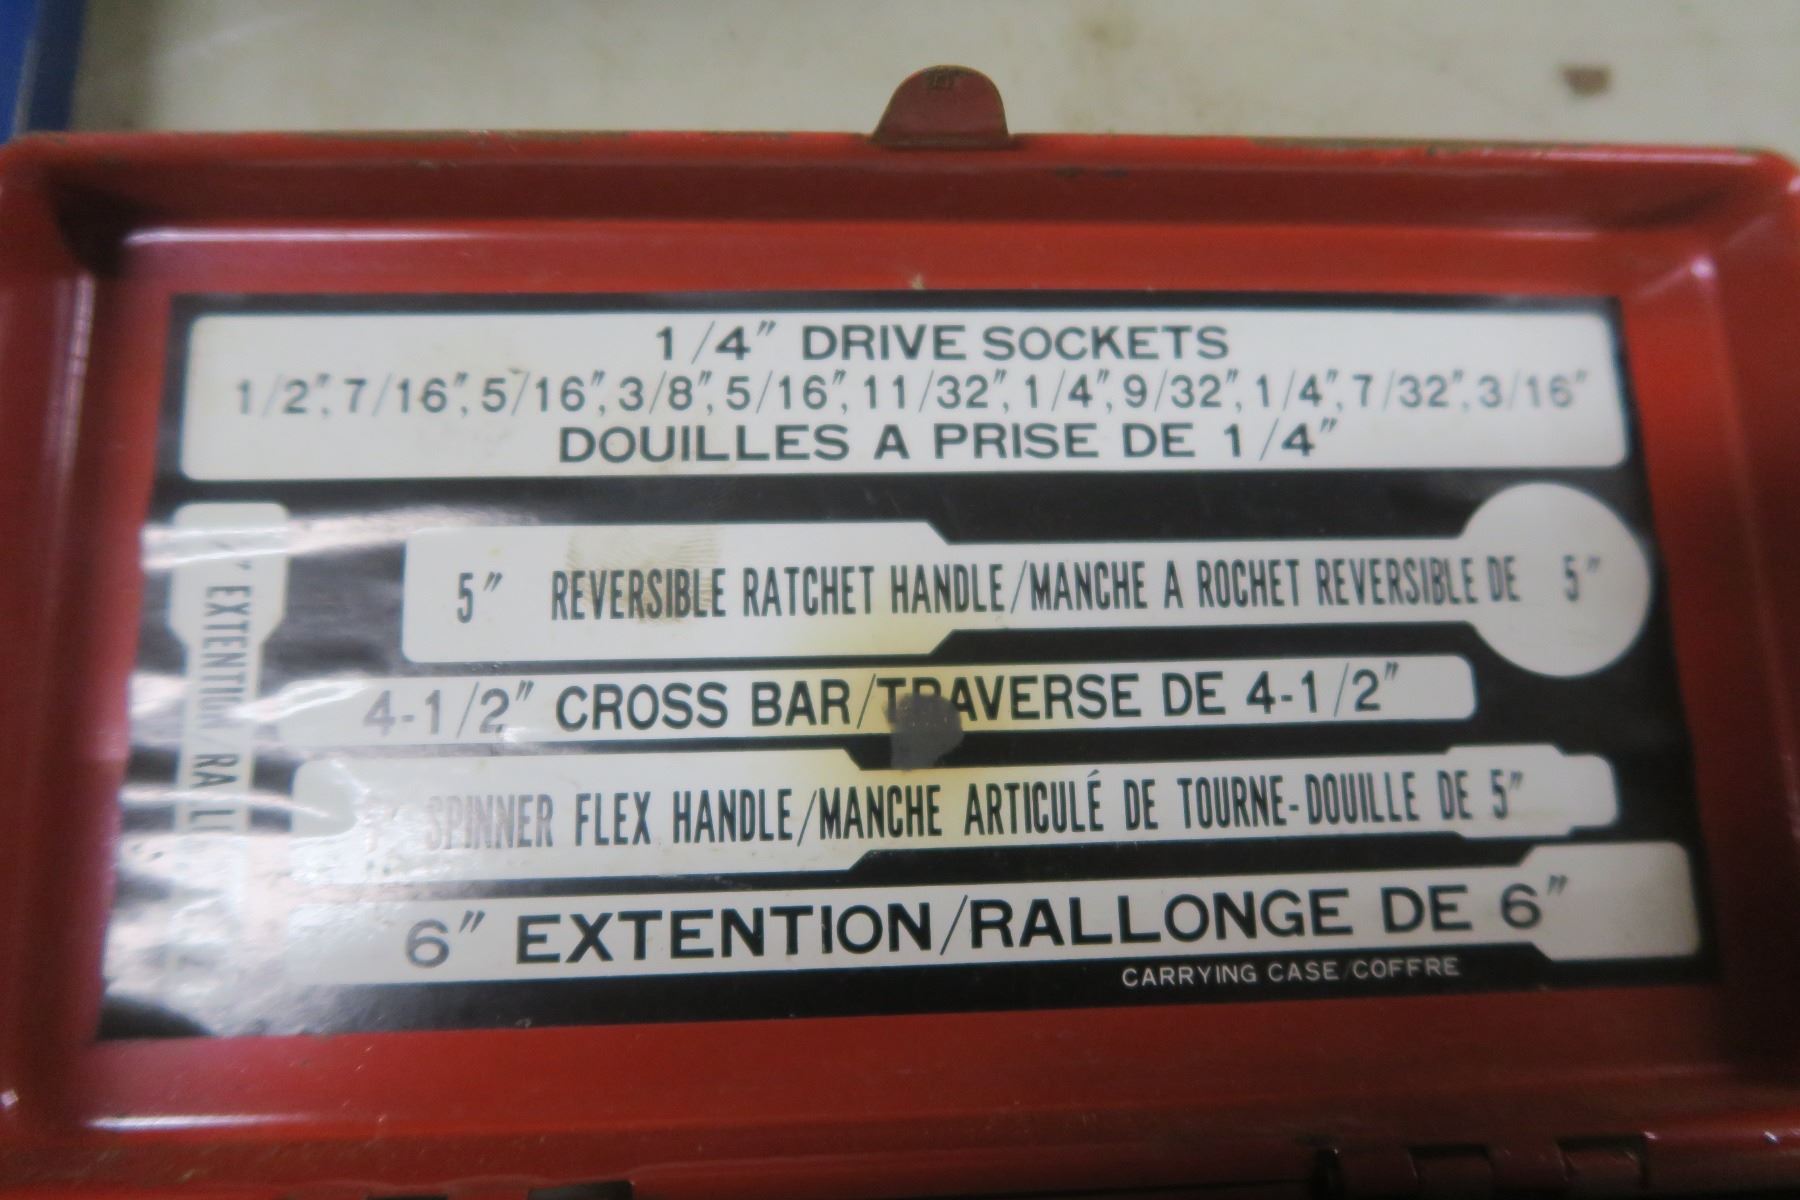 1/4" DRIVE SOCKETS
1/2", 7/16", 5/16", 3/8", 5/16", 11/32", 1/4", 9/32", 1/4", 7/32", 3/16"
DOUILLES A PRISE DE 1/4"
5" REVERSIBLE RATCHET HANDLE/MANCHE A ROCHET REVERSIBLE DE 5"
EXTENTION/
4-1/2" CROSS BAR/TRAVERSE DE 4-1/2"
SPINNER FLEX HANDLE/MANCHE ARTICULÉ DE TOURNE-DOUILLE DE 5"
6" EXTENTION/RALLONGE DE 6"
CARRYING CASE/COFFRE